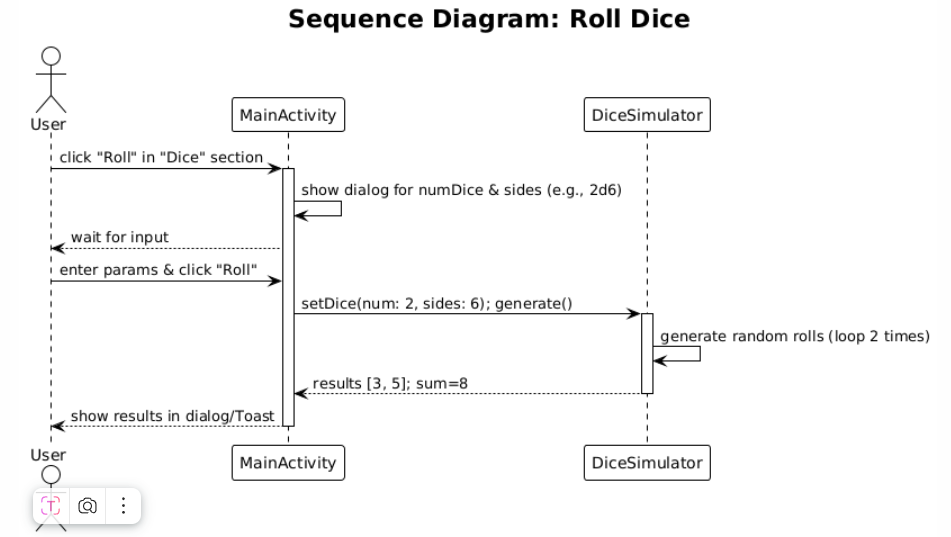 Sequence Diagram: Roll Dice
User
MainActivity
DiceSimulator
click "Roll" in "Dice" section
show dialog for numDice & sides (e.g., 2d6)
wait for input
enter params & click "Roll"
setDice(num: 2, sides: 6); generate()
generate random rolls (loop 2 times)
results [3, 5]; sum=8
show results in dialog/Toast
User
MainActivity
DiceSimulator
T